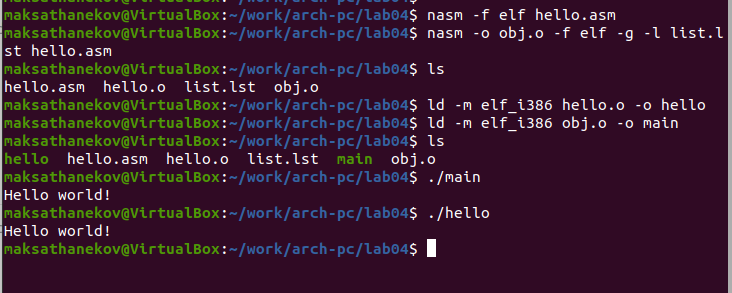 maksathanekov@VirtualBox:~/work/arch-pc/lab04$ nasm -f elf hello.asm
maksathanekov@VirtualBox:~/work/arch-pc/lab04$ nasm -o obj.o -f elf -g -l list.l
st hello.asm
maksathanekov@VirtualBox:~/work/arch-pc/lab04$ ls
hello.asm  hello.o  list.lst  obj.o
maksathanekov@VirtualBox:~/work/arch-pc/lab04$ ld -m elf_i386 hello.o -o hello
maksathanekov@VirtualBox:~/work/arch-pc/lab04$ ld -m elf_i386 obj.o -o main
maksathanekov@VirtualBox:~/work/arch-pc/lab04$ ls
hello  hello.asm  hello.o  list.lst  main  obj.o
maksathanekov@VirtualBox:~/work/arch-pc/lab04$ ./main
Hello world!
maksathanekov@VirtualBox:~/work/arch-pc/lab04$ ./hello
Hello world!
maksathanekov@VirtualBox:~/work/arch-pc/lab04$